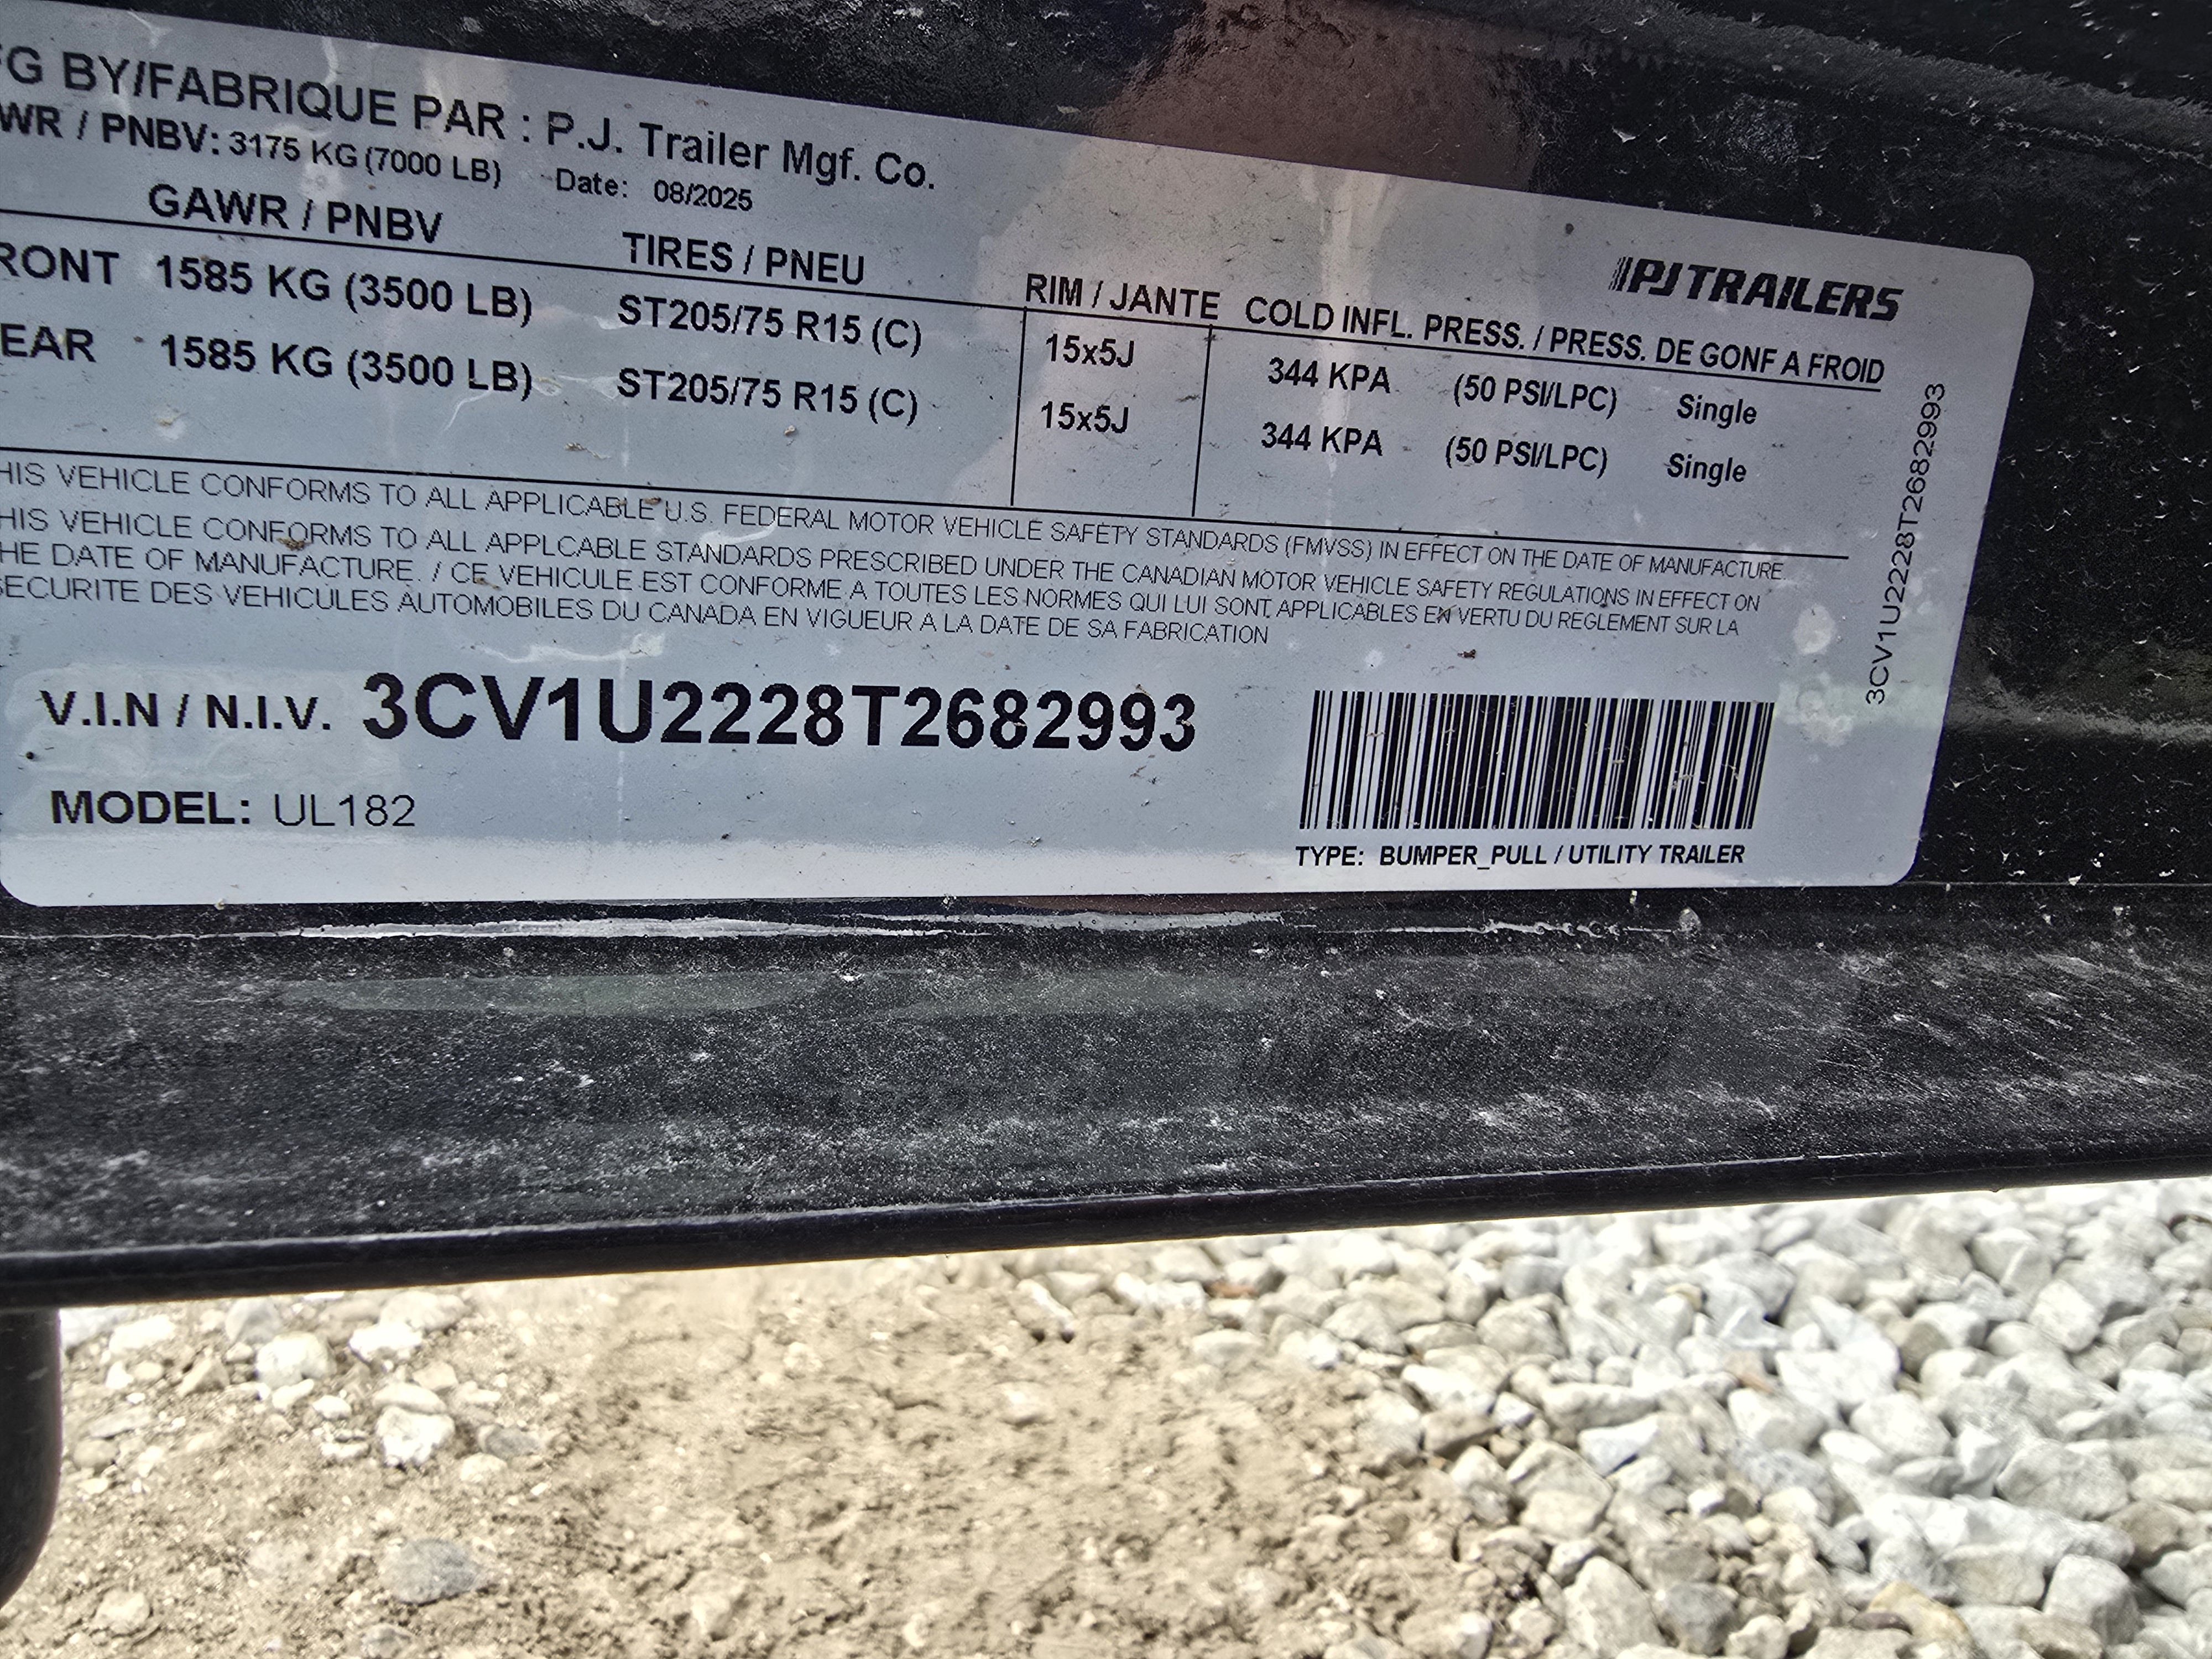 FG BY/FABRIQUE PAR : P.J. Trailer Mgf. Co.
WR / PNBV: 3175 KG (7000 LB) Date: 08/2025
PJTRAILERS
GAWR / PNBV TIRES / PNEU RIM / JANTE COLD INFL. PRESS. / PRESS. DE GONF A FROID
RONT 1585 KG (3500 LB) ST205/75 R15 (C) 15x5J 344 KPA (50 PSI/LPC) Single
EAR 1585 KG (3500 LB) ST205/75 R15 (C) 15x5J 344 KPA (50 PSI/LPC) Single
HIS VEHICLE CONFORMS TO ALL APPLICABLE U.S. FEDERAL MOTOR VEHICLE SAFETY STANDARDS (FMVSS) IN EFFECT ON THE DATE OF MANUFACTURE.
HIS VEHICLE CONFORMS TO ALL APPLCABLE STANDARDS PRESCRIBED UNDER THE CANADIAN MOTOR VEHICLE SAFETY REGULATIONS IN EFFECT ON
HE DATE OF MANUFACTURE. / CE VEHICULE EST CONFORME A TOUTES LES NORMES QUI LUI SONT APPLICABLES EN VERTU DU REGLEMENT SUR LA
SECURITE DES VEHICULES AUTOMOBILES DU CANADA EN VIGUEUR A LA DATE DE SA FABRICATION
V.I.N / N.I.V. 3CV1U2228T2682993
MODEL: UL182
TYPE: BUMPER_PULL / UTILITY TRAILER
3CV1U2228T2682993